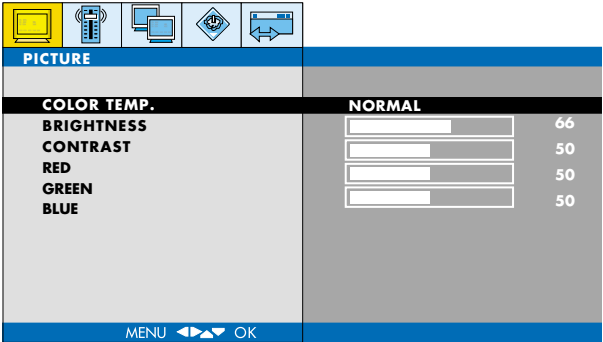 PICTURE
COLOR TEMP. NORMAL
BRIGHTNESS 66
CONTRAST 50
RED 50
GREEN 50
BLUE
MENU ◀▶▲▼ OK